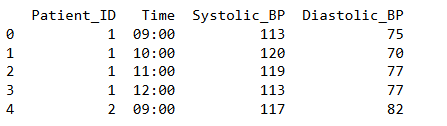 Patient_ID Time Systolic_BP Diastolic_BP
0 1 09:00 113 75
1 1 10:00 120 70
2 1 11:00 119 77
3 1 12:00 113 77
4 2 09:00 117 82